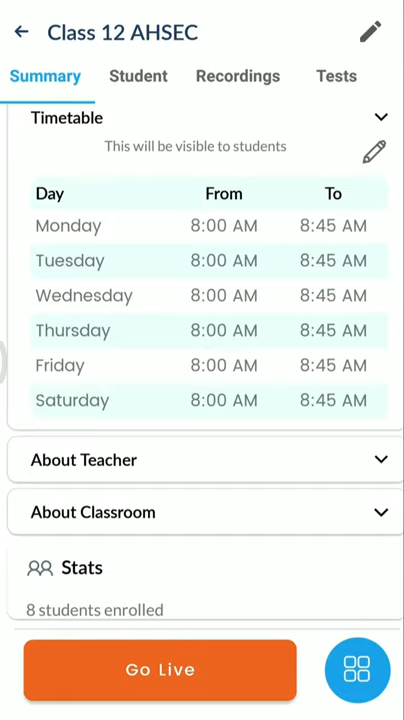 Class 12 AHSEC
Summary Student Recordings Tests
Timetable
This will be visible to students
Day From To
Monday 8:00 AM 8:45 AM
Tuesday 8:00 AM 8:45 AM
Wednesday 8:00 AM 8:45 AM
Thursday 8:00 AM 8:45 AM
Friday 8:00 AM 8:45 AM
Saturday 8:00 AM 8:45 AM
About Teacher
About Classroom
Stats
8 students enrolled
Go Live